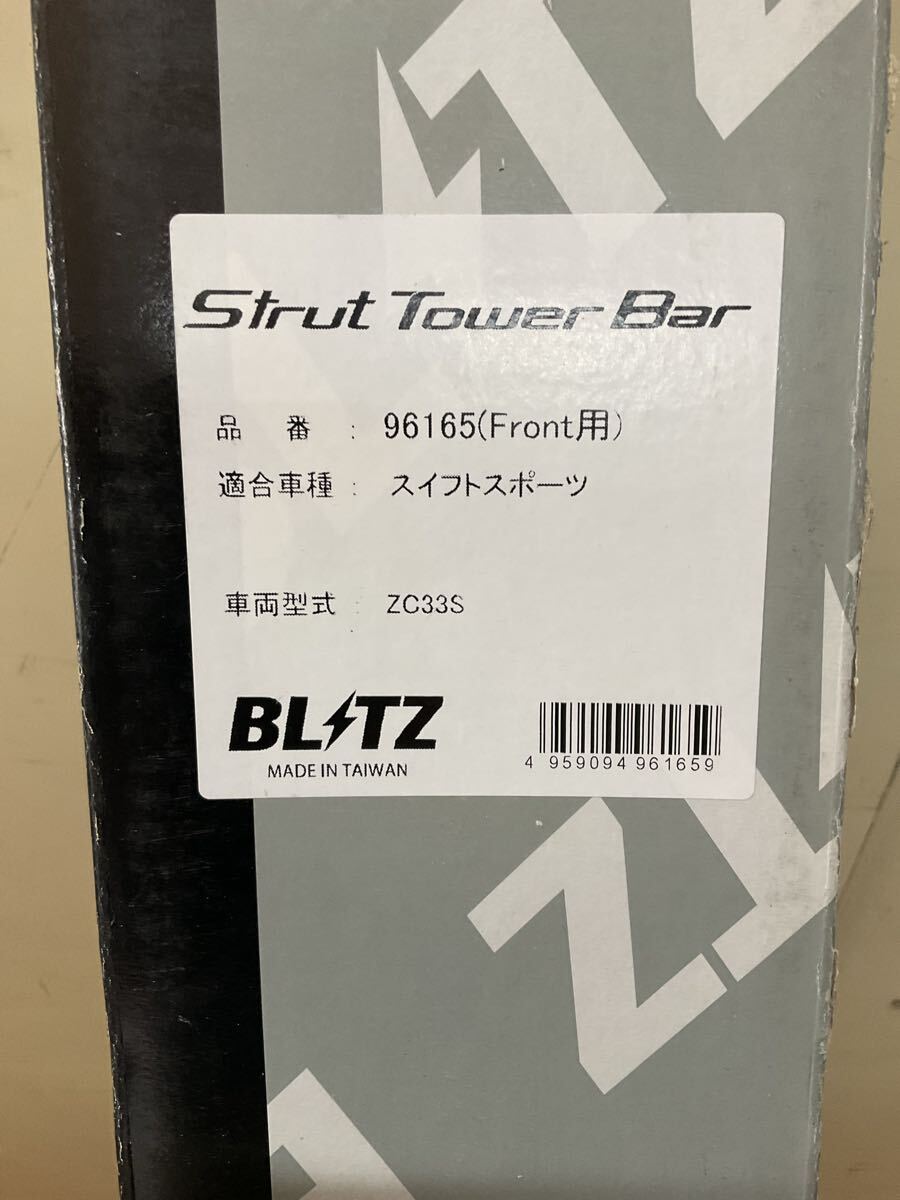 Strut Tower Bar
品 番 : 96165(Front用)
適合車種 : スイフトスポーツ
車両型式 : ZC33S
BLITZ
MADE IN TAIWAN
4 959094 961659